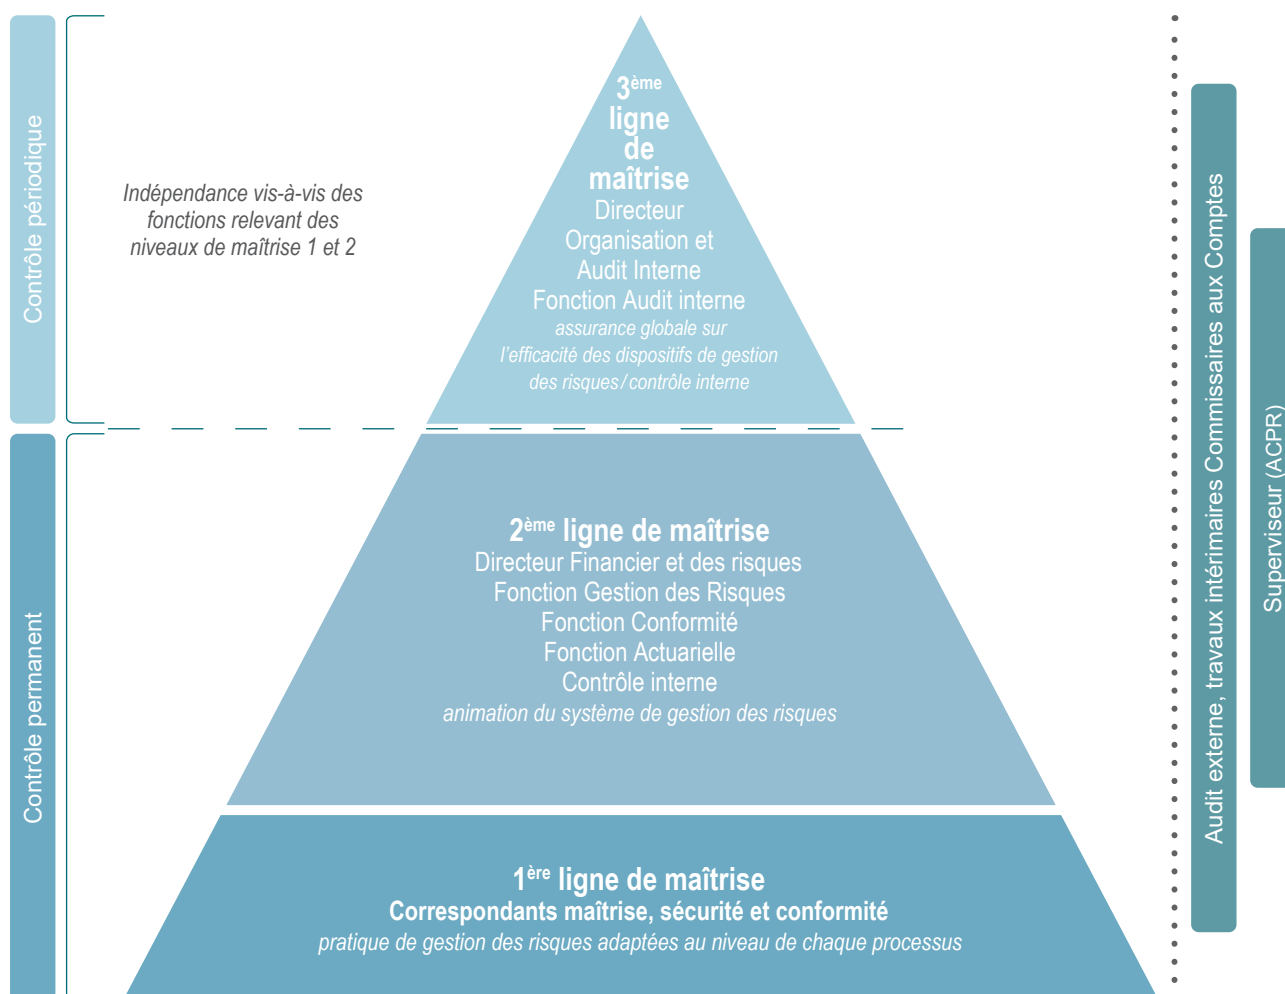 Contrôle périodique
Indépendance vis-à-vis des
fonctions relevant des
niveaux de maîtrise 1 et 2
3ème
ligne
de
maîtrise
Directeur
Organisation et
Audit Interne
Fonction Audit interne
assurance globale sur
l'efficacité des dispositifs de gestion
des risques / contrôle interne
Contrôle permanent
2ème ligne de maîtrise
Directeur Financier et des risques
Fonction Gestion des Risques
Fonction Conformité
Fonction Actuarielle
Contrôle interne
animation du système de gestion des risques
1ère ligne de maîtrise
Correspondants maîtrise, sécurité et conformité
pratique de gestion des risques adaptées au niveau de chaque processus
Audit externe, travaux intérimaires Commissaires aux Comptes
Superviseur (ACPR)